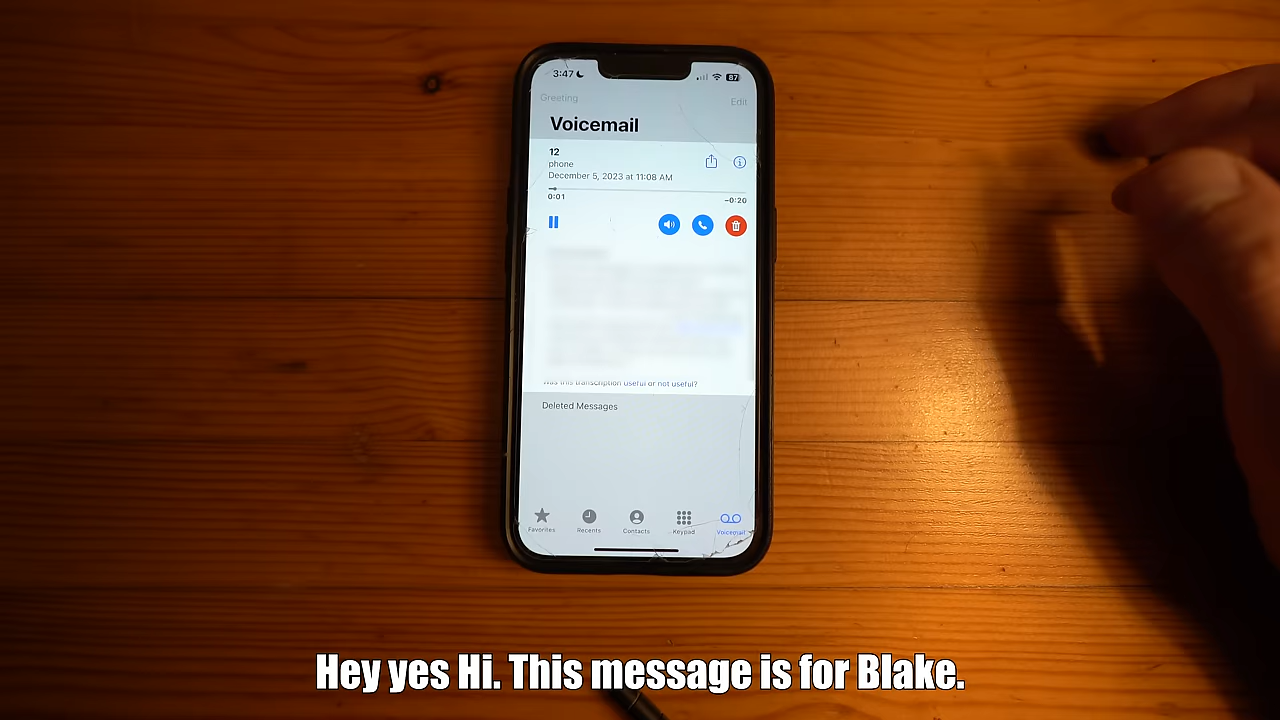 3:47
87
Greeting
Edit
Voicemail
12
phone
December 5, 2023 at 11:08 AM
0:01
−0:20
Was this transcription useful or not useful?
Deleted Messages
Favorites
Recents
Contacts
Keypad
Voicemail
Hey yes Hi. This message is for Blake.